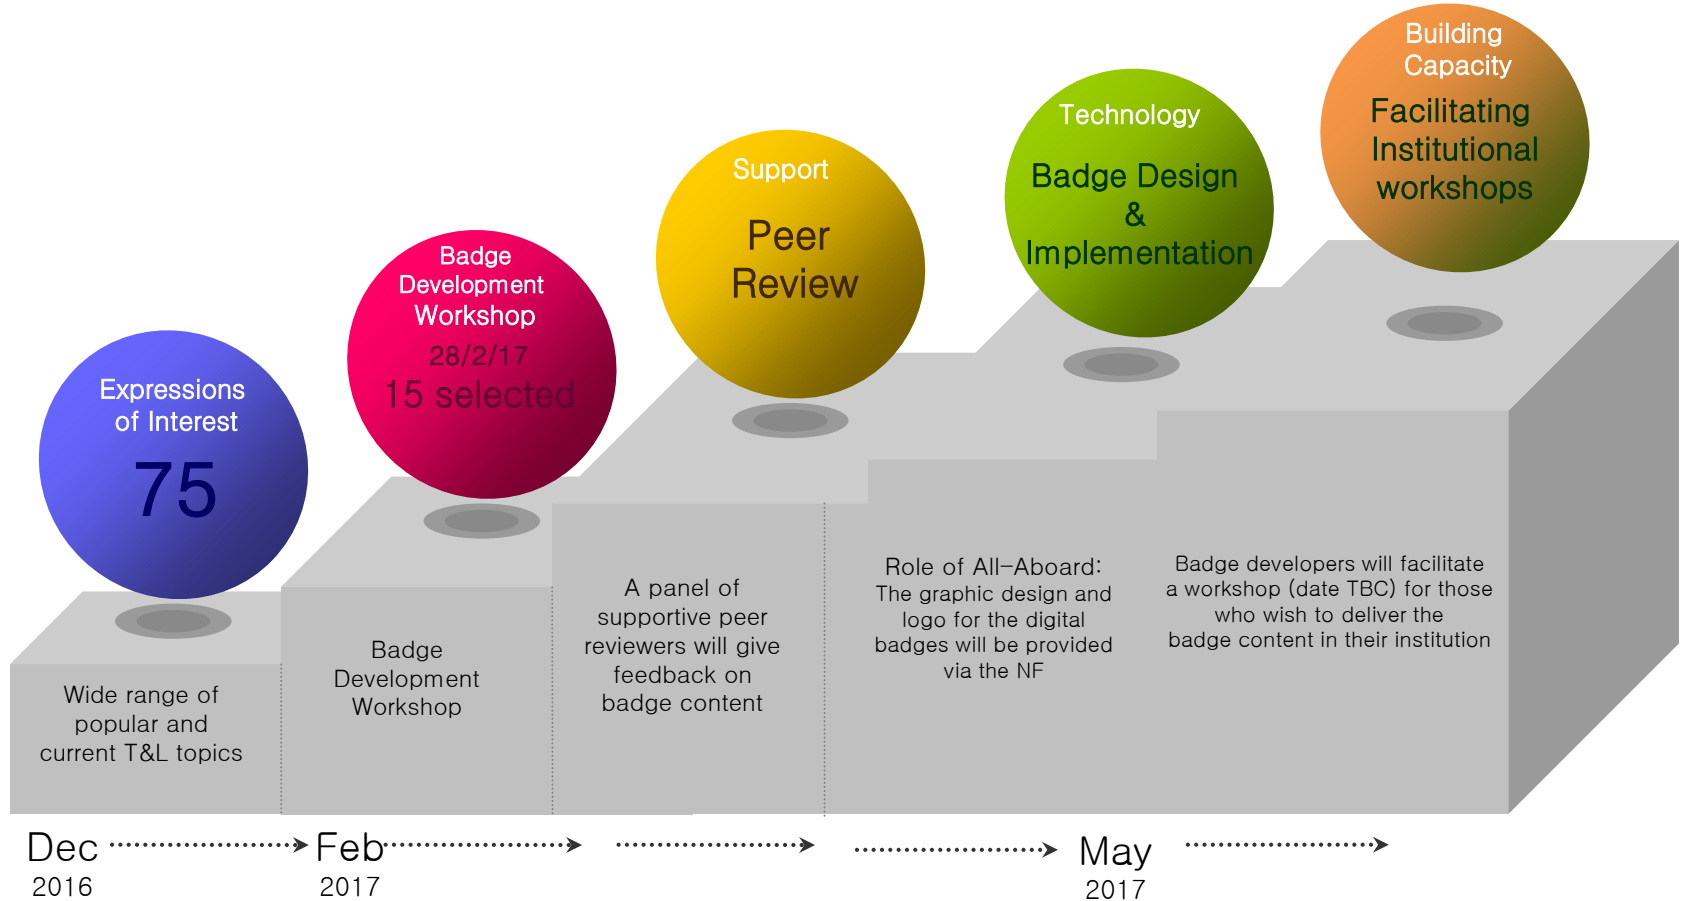 Expressions
of Interest
75
Badge
Development
Workshop
28/2/17
15 selected
Support
Peer
Review
Technology
Badge Design
&
Implementation
Building
Capacity
Facilitating
Institutional
workshops
Wide range of
popular and
current T&L topics
Badge
Development
Workshop
A panel of
supportive peer
reviewers will give
feedback on
badge content
Role of All-Aboard:
The graphic design and
logo for the digital
badges will be provided
via the NF
Badge developers will facilitate
a workshop (date TBC) for those
who wish to deliver the
badge content in their institution
Dec
2016
Feb
2017
May
2017